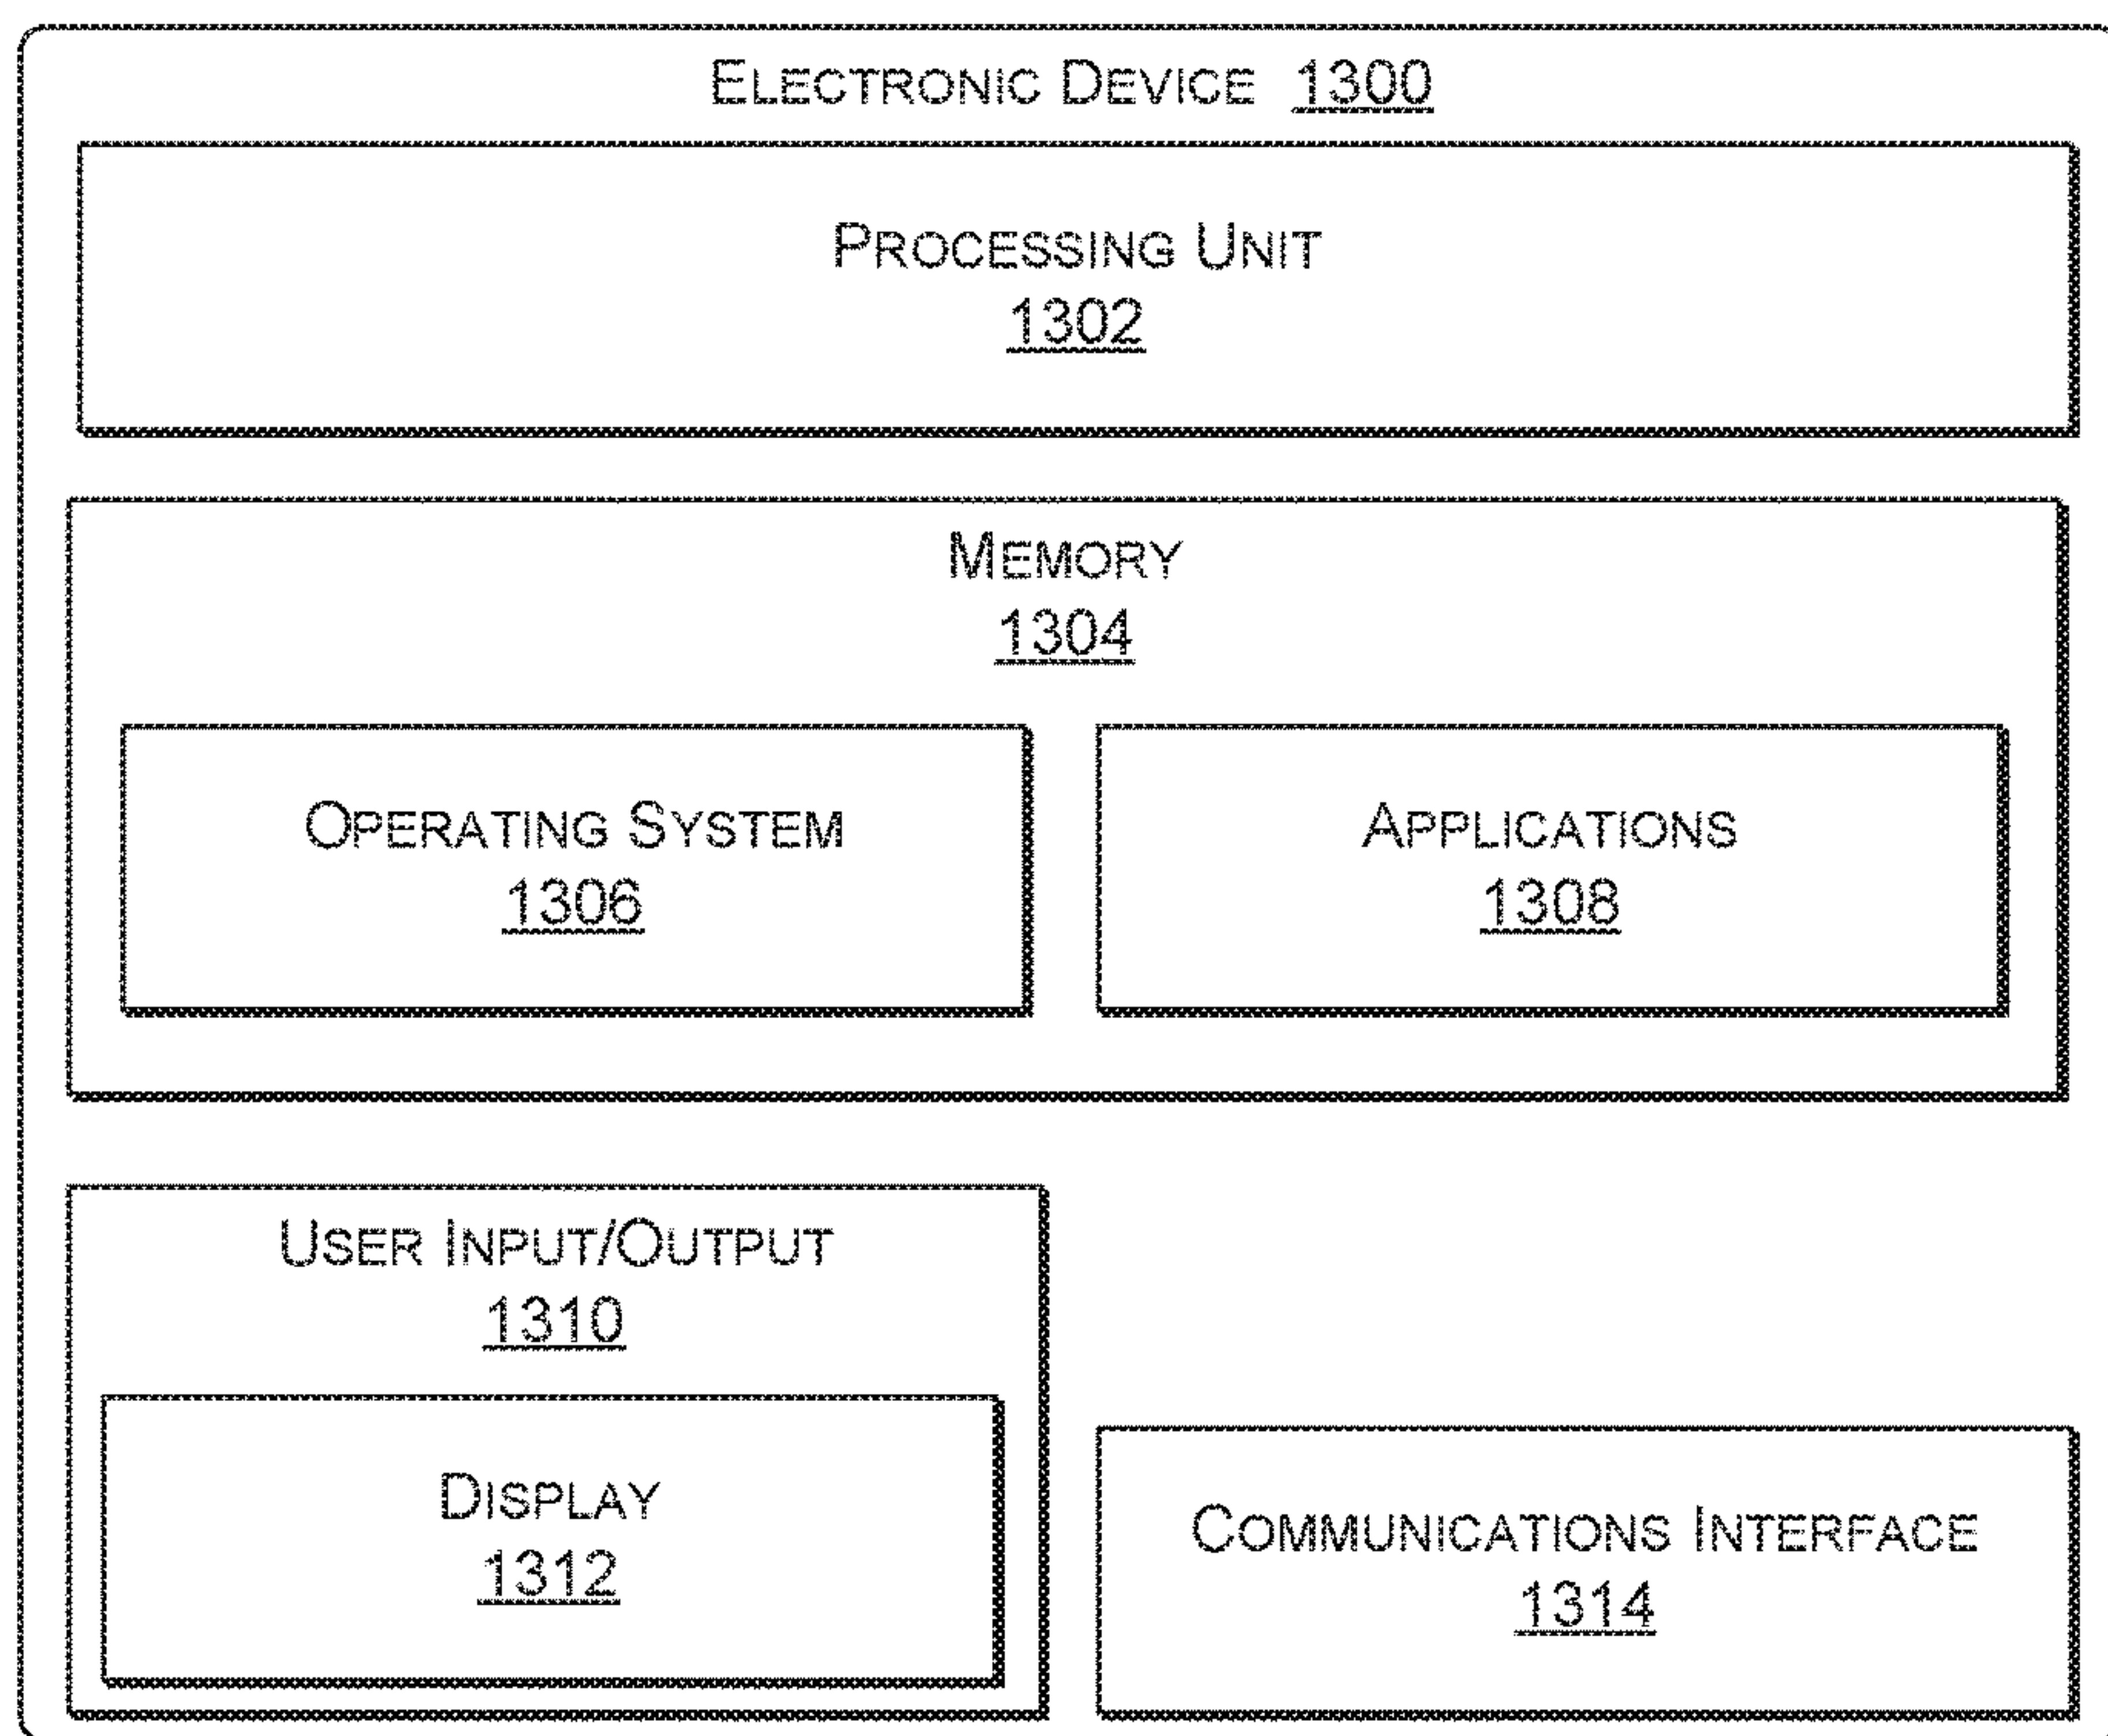 ELECTRONIC DEVICE 1300
PROCESSING UNIT
1302
MEMORY
1304
OPERATING SYSTEM
1306
APPLICATIONS
1308
USER INPUT/OUTPUT
1310
DISPLAY
1312
COMMUNICATIONS INTERFACE
1314